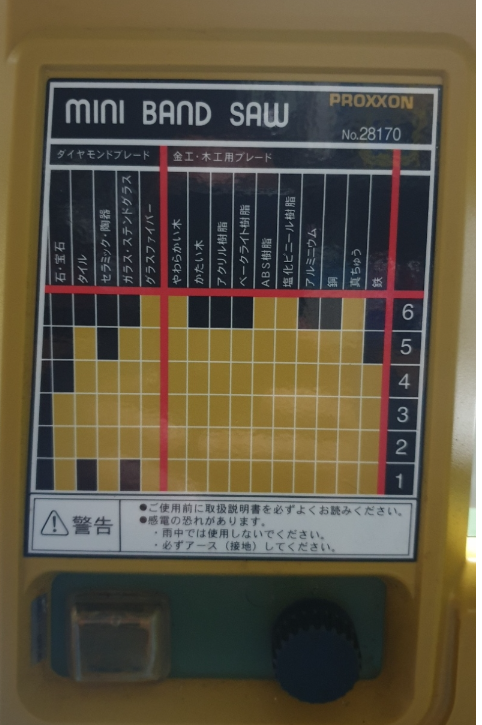 PROXXON
MINI BAND SAW
No.28170
ダイヤモンドブレード
金工・木工用ブレード
石・宝石
タイル
セラミック・陶器
ガラス・ステンドグラス
グラスファイバー
やわらかい木
かたい木
アクリル樹脂
ベークライト樹脂
ABS樹脂
塩化ビニール樹脂
アルミニウム
銅
真ちゅう
鉄
6
5
4
3
2
1
警告
●ご使用前に取扱説明書を必ずよくお読みください。
●感電の恐れがあります。
・雨中では使用しないでください。
・必ずアース（接地）してください。